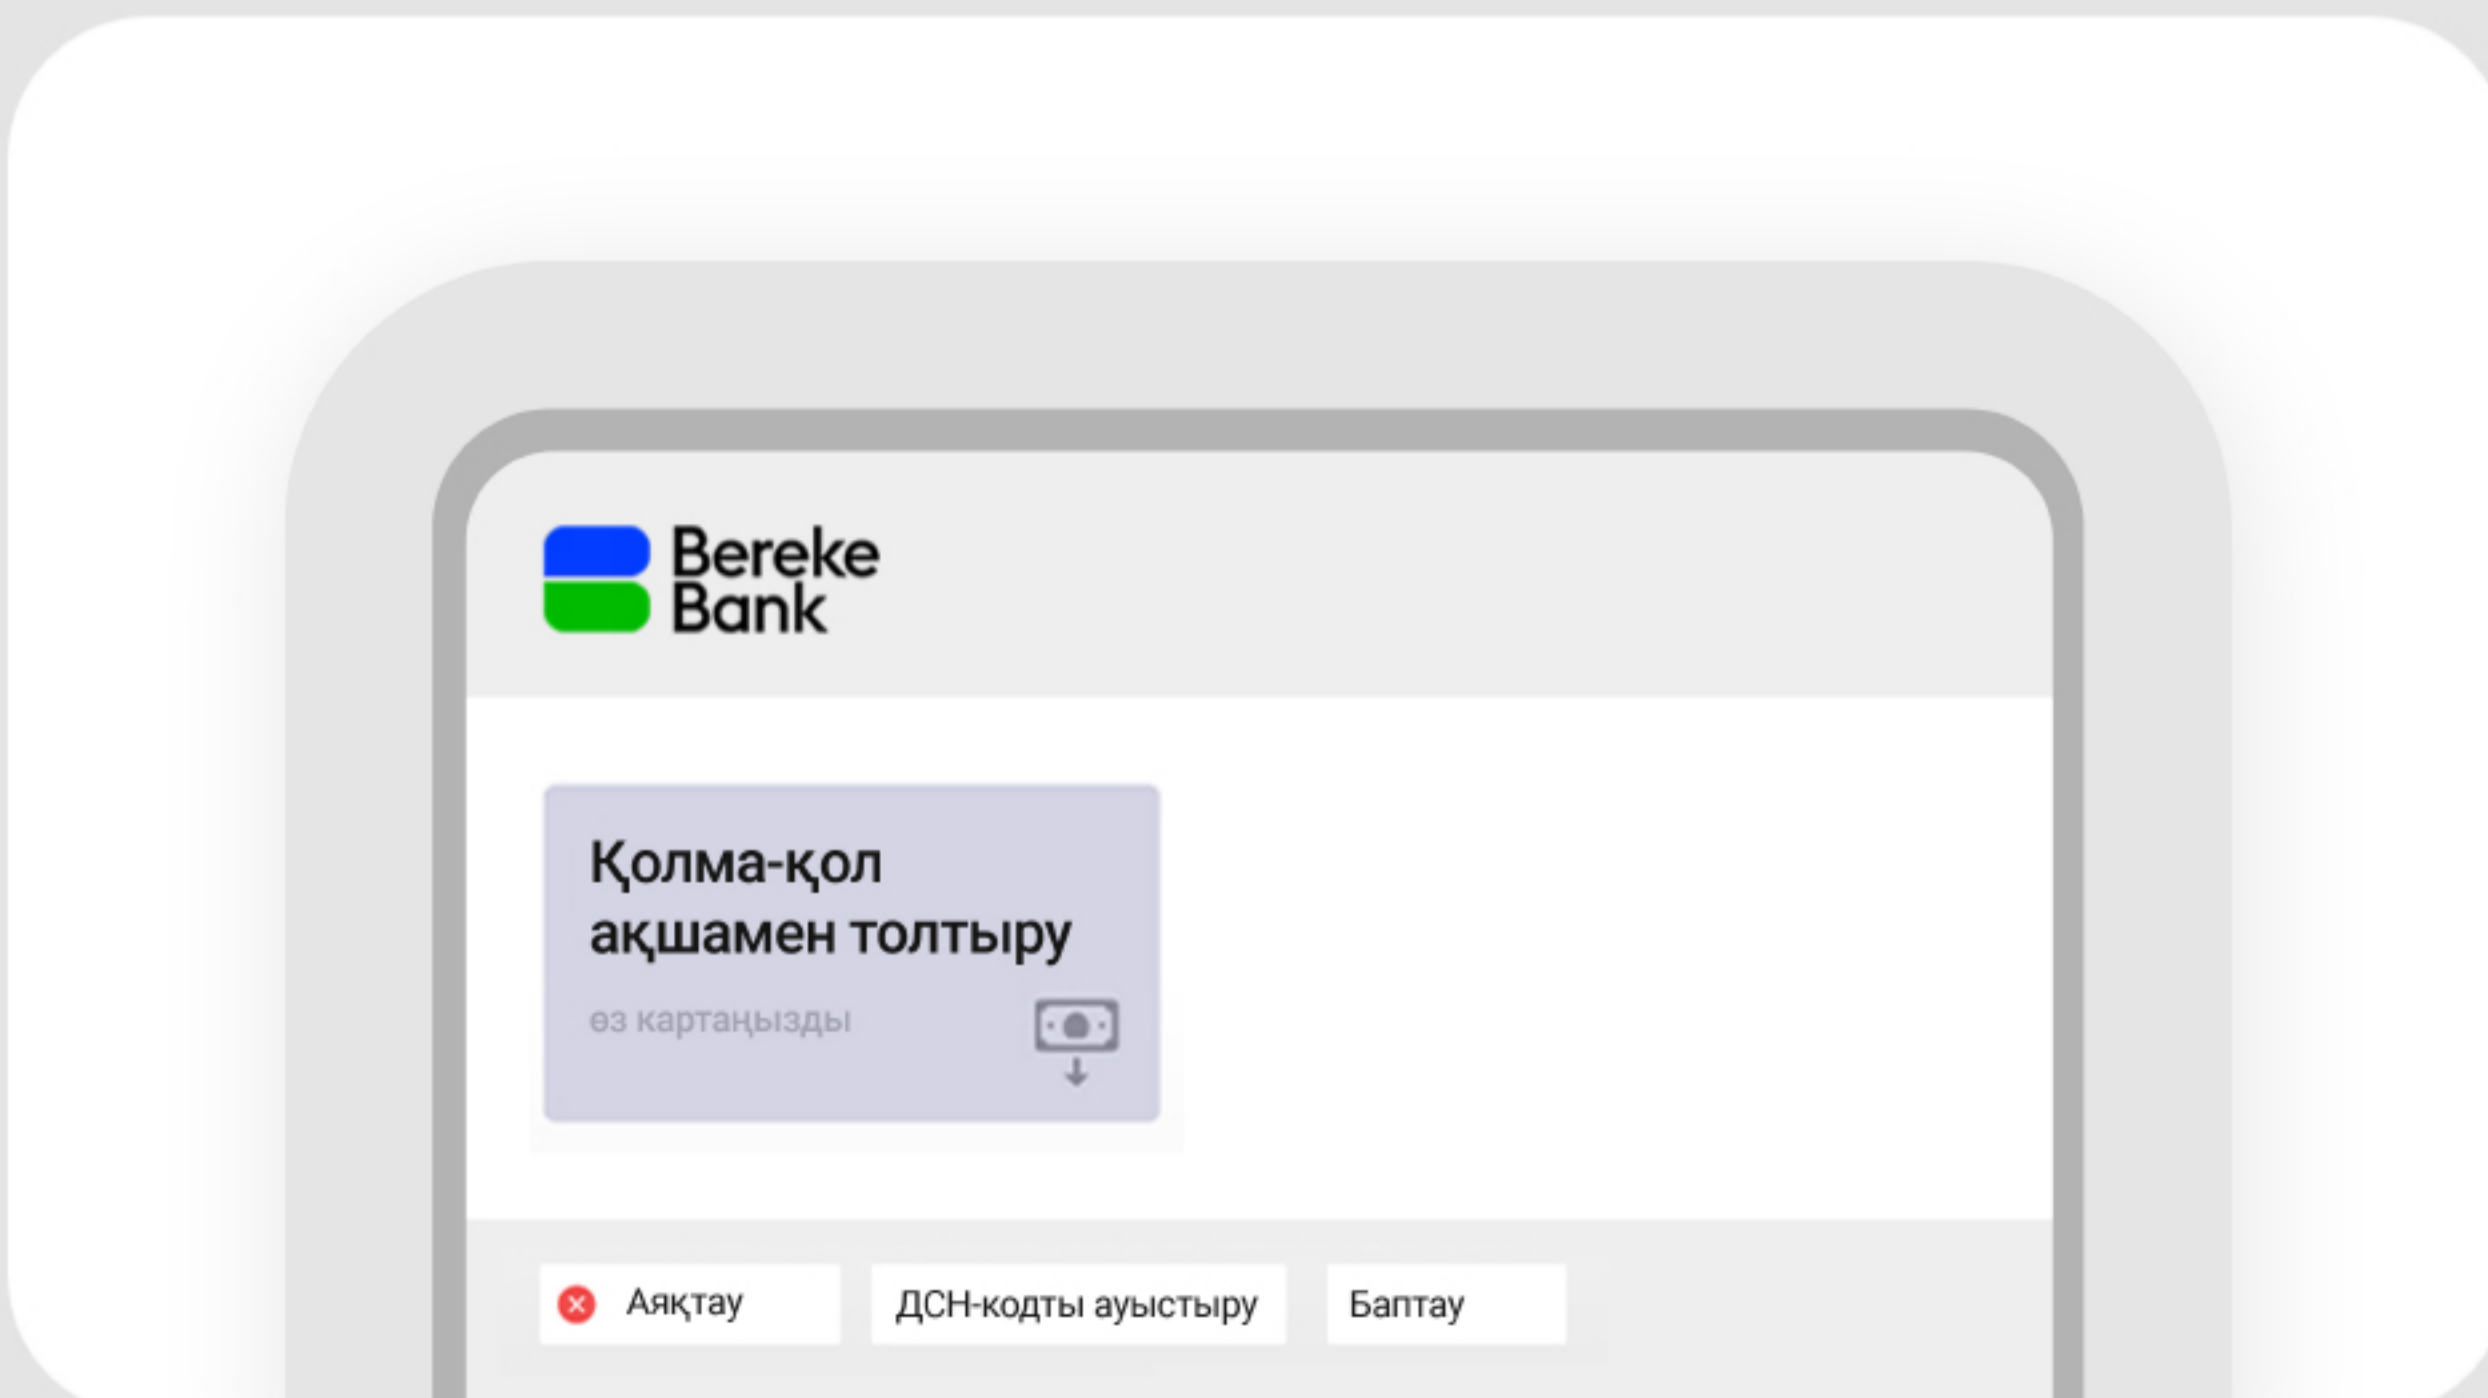 Bereke
Bank
Қолма-қол
ақшамен толтыру
өз картаңызды
Аяқтау
ДСН-кодты ауыстыру
Баптау